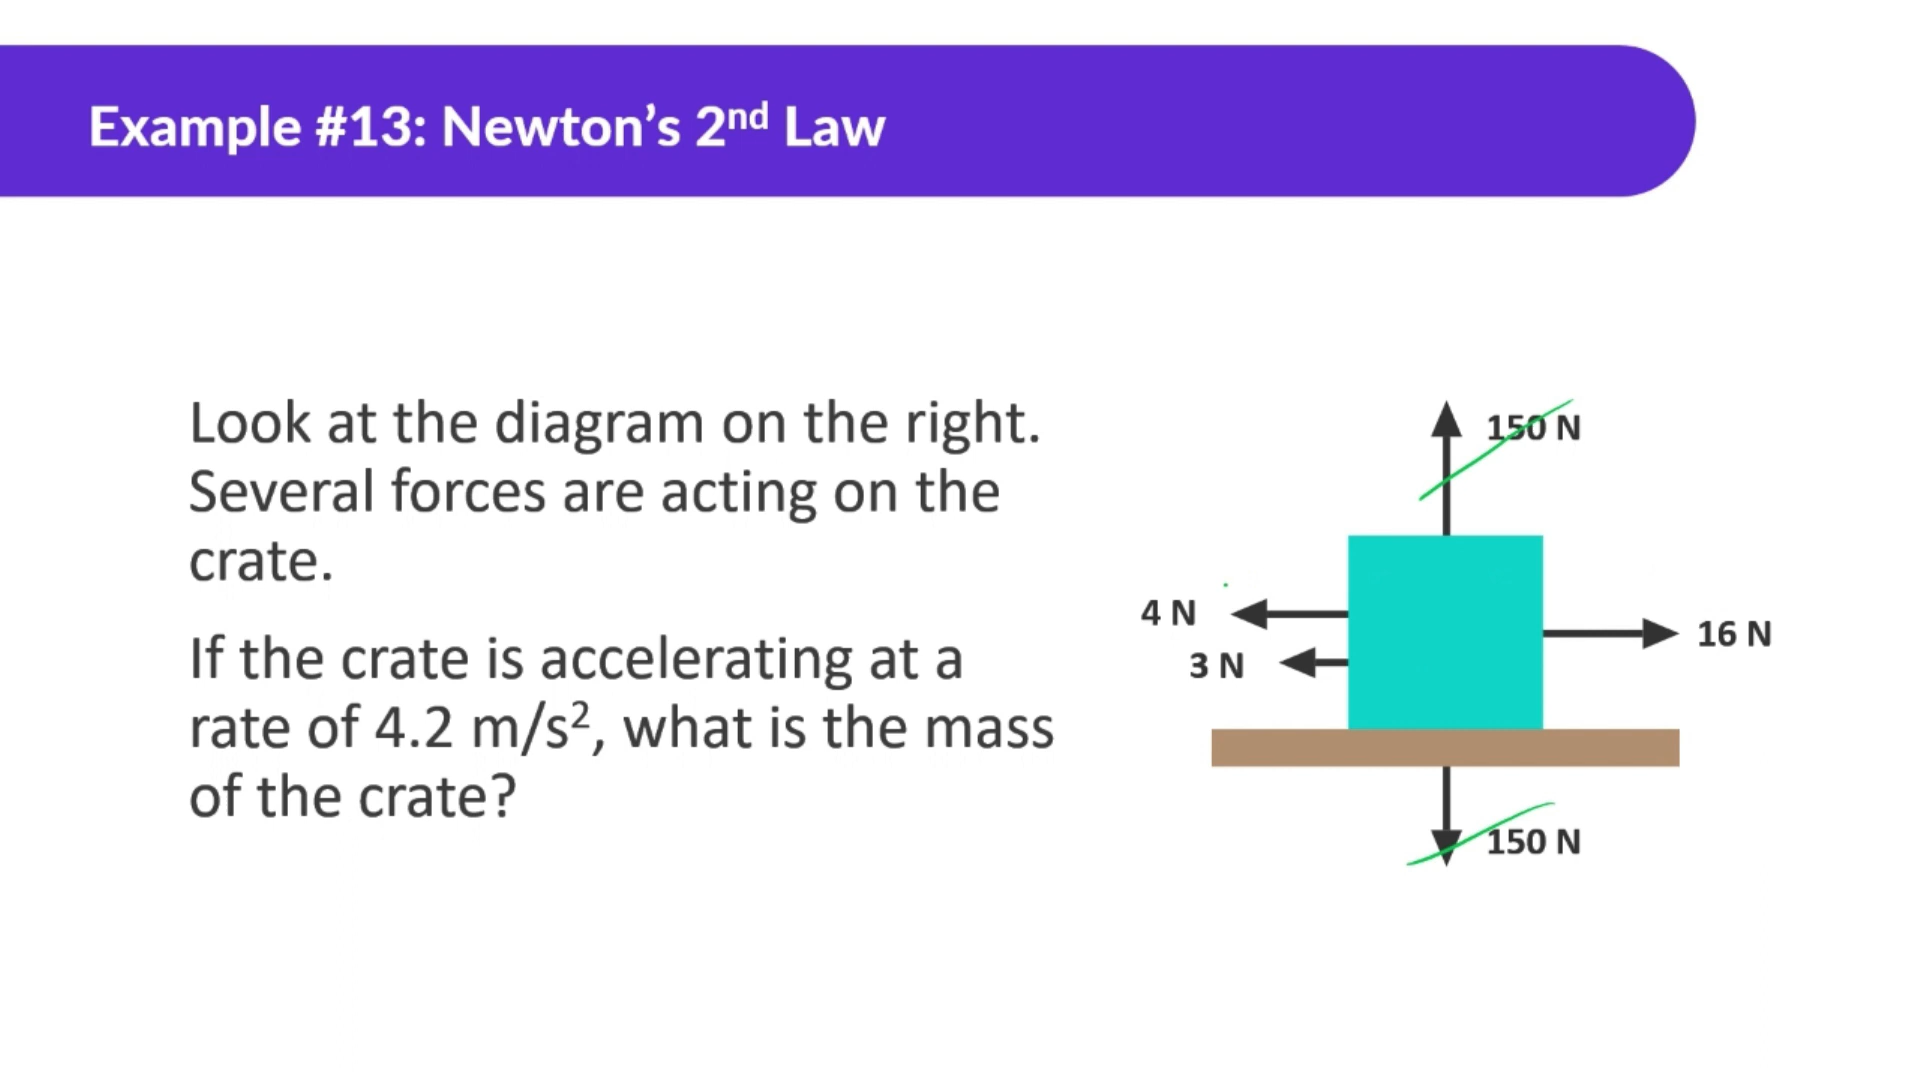 Example #13: Newton’s 2nd Law
Look at the diagram on the right.
Several forces are acting on the
crate.
If the crate is accelerating at a
rate of 4.2 m/s², what is the mass
of the crate?
150 N
4 N
16 N
3 N
150 N